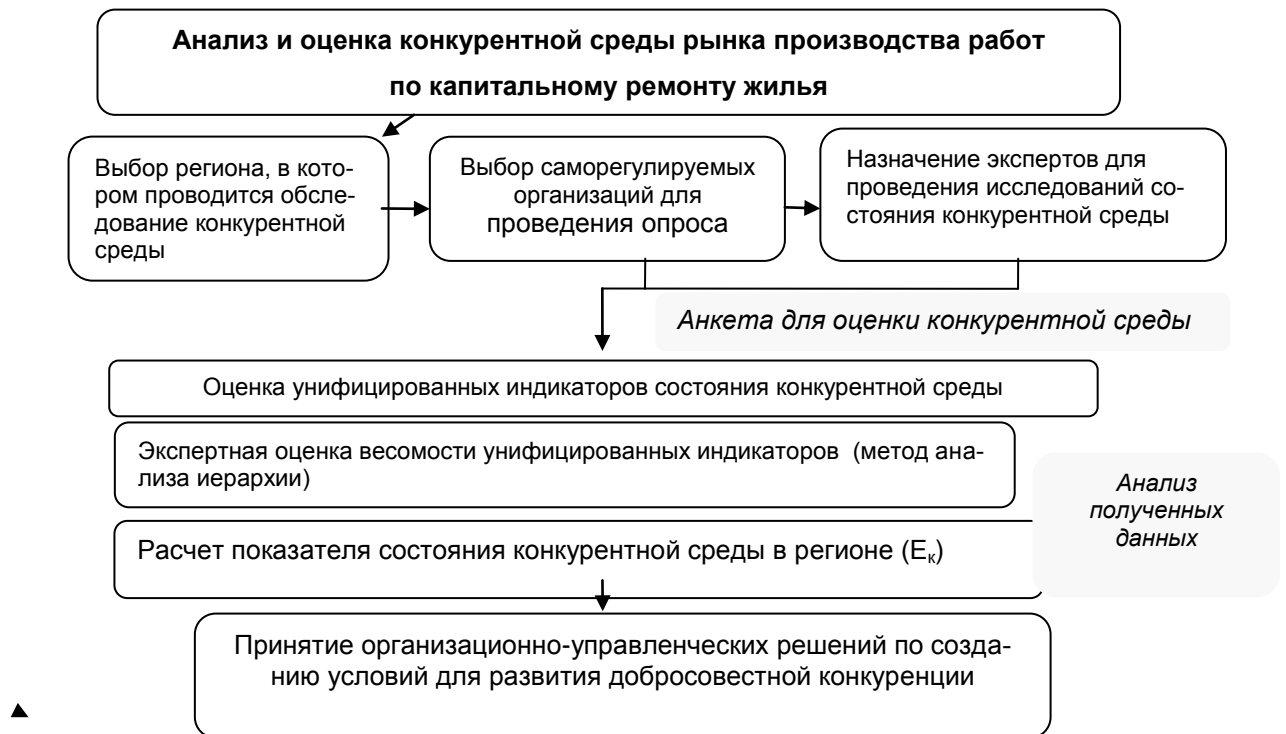 Анализ и оценка конкурентной среды рынка производства работ
по капитальному ремонту жилья
Выбор региона, в кото-
ром проводится обсле-
дование конкурентной
среды
Выбор саморегулируемых
организаций для
проведения опроса
Назначение экспертов для
проведения исследований со-
стояния конкурентной среды
Анкета для оценки конкурентной среды
Оценка унифицированных индикаторов состояния конкурентной среды
Экспертная оценка весомости унифицированных индикаторов (метод ана-
лиза иерархии)
Анализ
полученных
данных
Расчет показателя состояния конкурентной среды в регионе (Eк)
Принятие организационно-управленческих решений по созда-
нию условий для развития добросовестной конкуренции